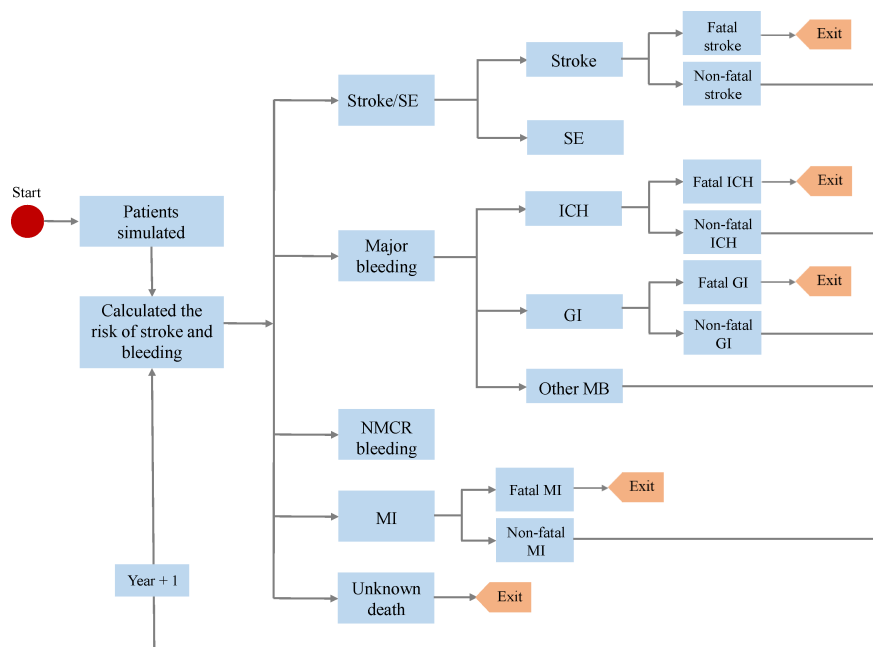 Start
Patients
simulated
Calculated the
risk of stroke and
bleeding
Year + 1
Stroke/SE
Stroke
Fatal
stroke
Exit
Non-fatal
stroke
SE
Major
bleeding
ICH
Fatal ICH
Exit
Non-fatal
ICH
GI
Fatal GI
Exit
Non-fatal
GI
Other MB
NMCR
bleeding
MI
Fatal MI
Exit
Non-fatal
MI
Unknown
death
Exit